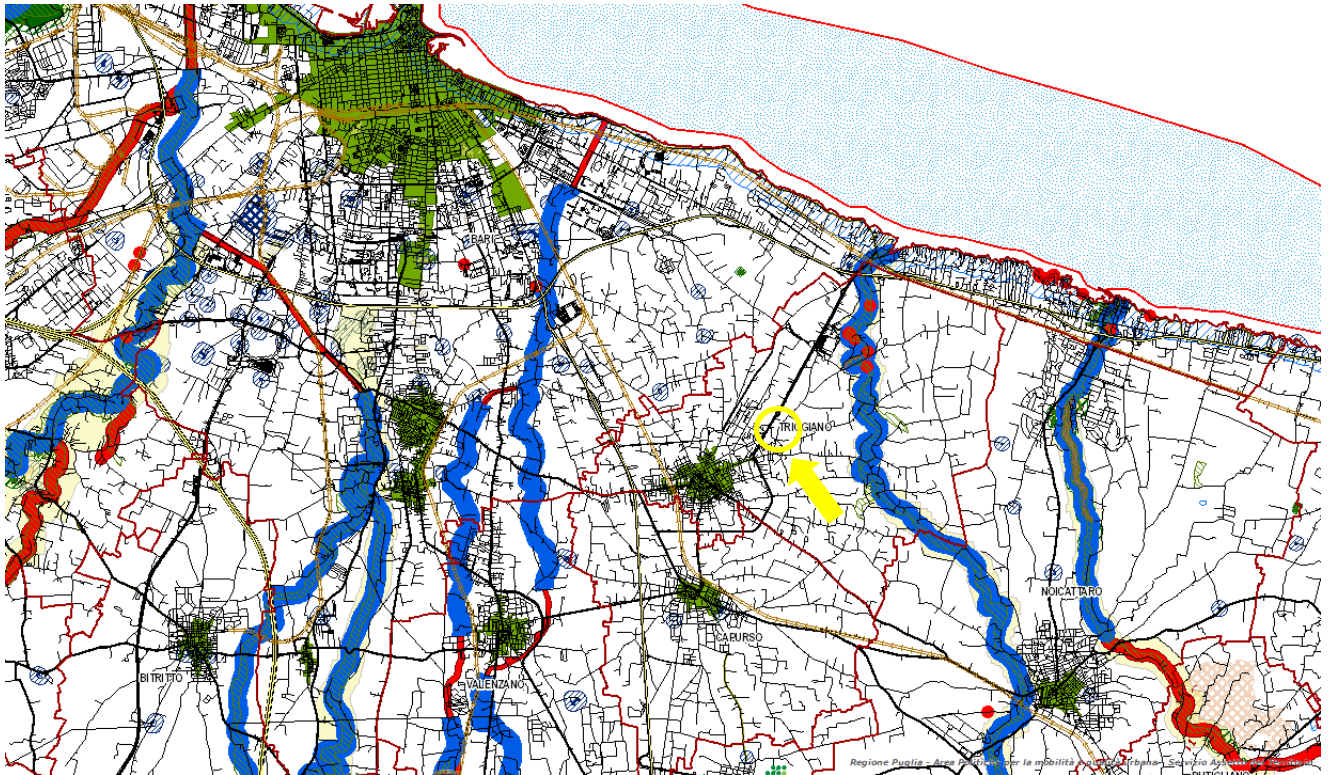 BARI
TRIGGIANO
NOICATTARO
CAPURSO
BITRITTO
VALENZANO
Regione Puglia - Area Politiche per la mobilità e qualità urbana - Servizio Assetto del Territorio
PUTIGNANO